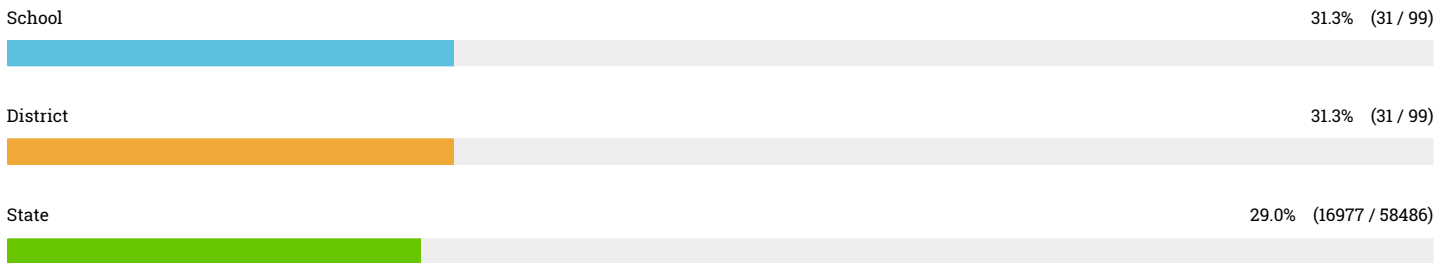 School 31.3% (31 / 99)
District 31.3% (31 / 99)
State 29.0% (16977 / 58486)